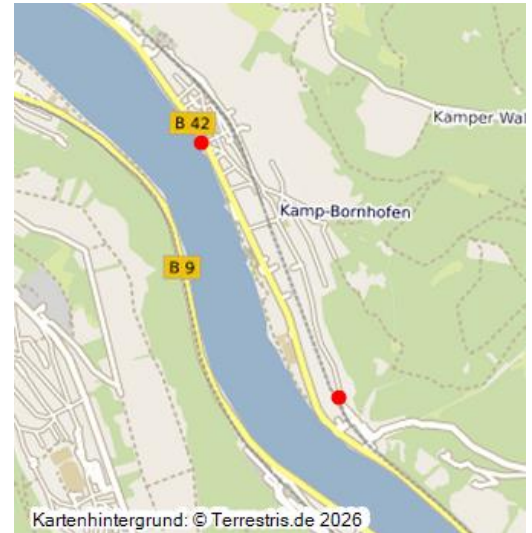 B 42
Kamper Wal
Kamp-Bornhofen
B 9
Kartenhintergrund: © Terrestris.de 2026